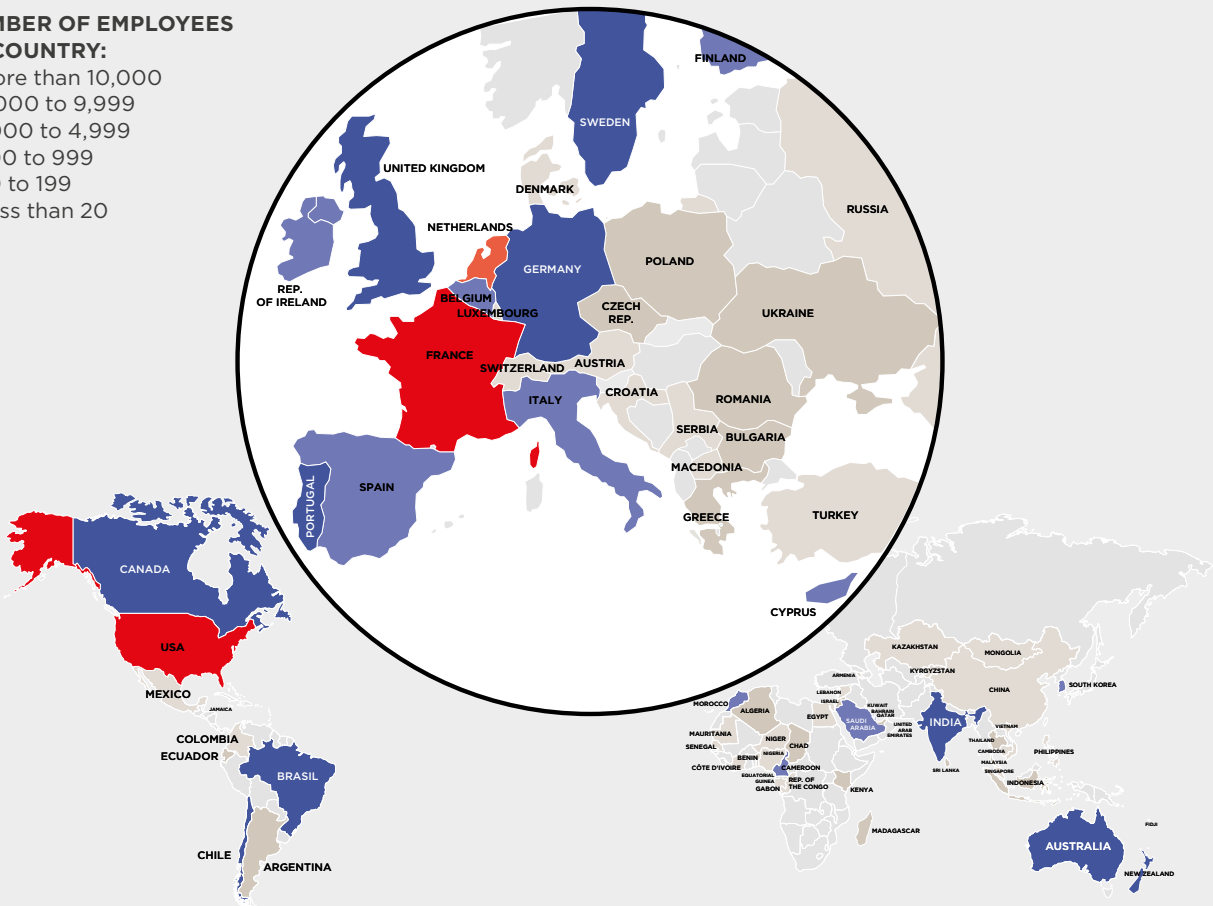 MBER OF EMPLOYEES
COUNTRY:
ore than 10,000
000 to 9,999
00 to 4,999
0 to 999
to 199
ss than 20
FINLAND
SWEDEN
UNITED KINGDOM
DENMARK
RUSSIA
NETHERLANDS
POLAND
GERMANY
REP.
OF IRELAND
BELGIUM
LUXEMBOURG
CZECH
REP.
UKRAINE
FRANCE
SWITZERLAND
AUSTRIA
ITALY
CROATIA
ROMANIA
SERBIA
BULGARIA
MACEDONIA
SPAIN
PORTUGAL
GREECE
TURKEY
CYPRUS
CANADA
USA
MEXICO
JAMAICA
COLOMBIA
ECUADOR
BRASIL
CHILE
ARGENTINA
KAZAKHSTAN
MONGOLIA
KYRGYZSTAN
ARMENIA
SOUTH KOREA
CHINA
LEBANON
ISRAEL
MOROCCO
ALGERIA
KUWAIT
BAHRAIN
QATAR
EGYPT
SAUDI
ARABIA
UNITED
ARAB
EMIRATES
INDIA
VIETNAM
MAURITANIA
SENEGAL
NIGER
CHAD
THAILAND
CAMBODIA
PHILIPPINES
BENIN
NIGERIA
CÔTE D'IVOIRE
CAMEROON
MALAYSIA
SRI LANKA
SINGAPORE
EQUATORIAL
GUINEA
GABON
REP. OF
THE CONGO
KENYA
INDONESIA
MADAGASCAR
FIDJI
AUSTRALIA
NEW ZEALAND